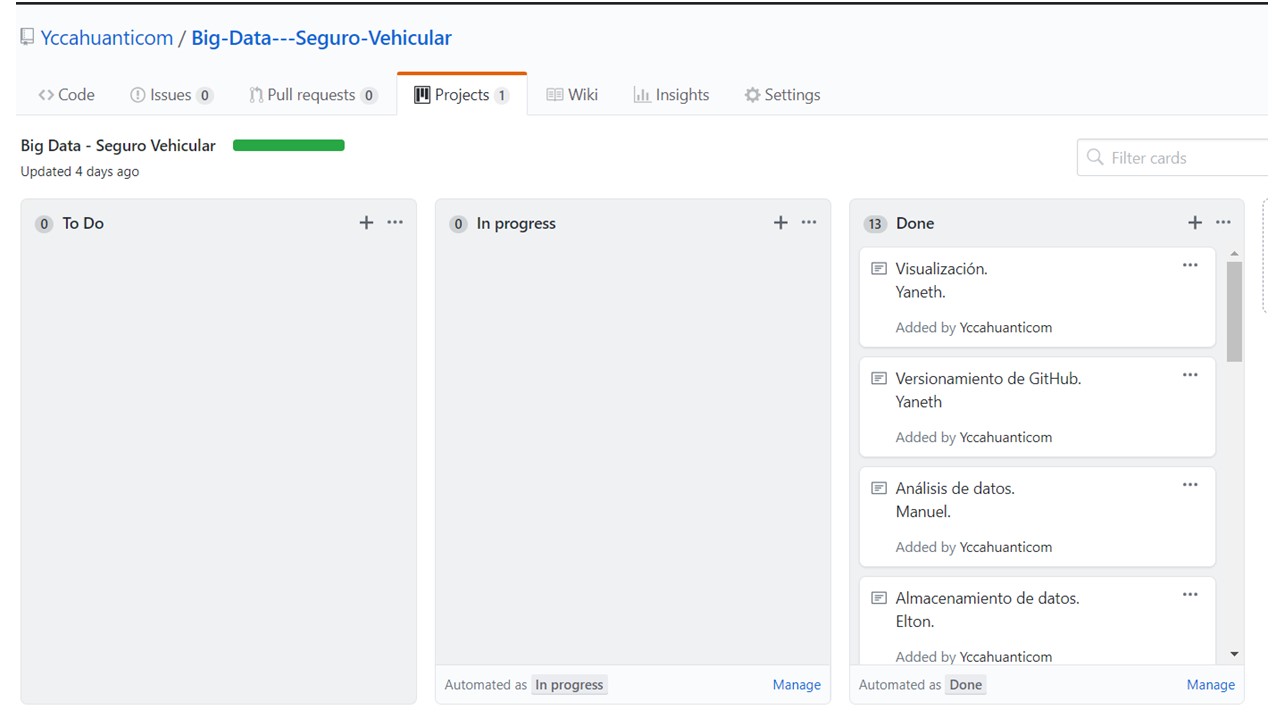 Yccahuanticom / Big-Data---Seguro-Vehicular
Code Issues 0 Pull requests 0 Projects 1 Wiki Insights Settings
Big Data - Seguro Vehicular
Updated 4 days ago
Filter cards
0 To Do
0 In progress
Automated as In progress Manage
13 Done
Visualización.
Yaneth.
Added by Yccahuanticom
Versionamiento de GitHub.
Yaneth
Added by Yccahuanticom
Análisis de datos.
Manuel.
Added by Yccahuanticom
Almacenamiento de datos.
Elton.
Added by Yccahuanticom
Automated as Done Manage